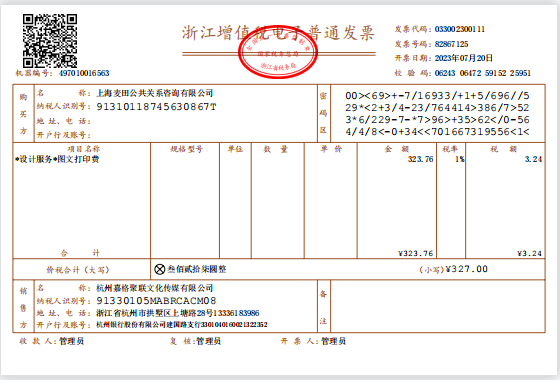 浙江增值税电子普通发票
国家税务总局
浙江省税务局
发票代码：033002300111
发票号码：82867125
开票日期：2023年07月20日
机器编号：497010016563
校 验 码：06243 06472 59152 22951
购买方
名 称：上海麦田公共关系咨询有限公司
纳税人识别号：91310118745630867T
地 址、电 话：
开户行及账号：
密码区
00><69>+-7/16933/+1+5/696//5
29*<2+3/4-23/764414>386/7>52
3*6/229-7-*7>96>+35>62</0-56
4/4/8<-0+34<<701667319556<1<
项目名称 规格型号 单位 数 量 单 价 金 额 税率 税 额
*设计服务*图文打印费 323.76 1% 3.24
合 计 ¥323.76 ¥3.24
价税合计（大写） ⊗叁佰贰拾柒圆整 （小写）¥327.00
销售方
名 称：杭州嘉格聚联文化传媒有限公司
纳税人识别号：91330105MABRCACM08
地 址、电 话：浙江省杭州市拱墅区上塘路28号13336183986
开户行及账号：杭州银行股份有限公司建国路支行3301040160021322352
备注
收 款 人：管理员 复 核：管理员 开 票 人：管理员